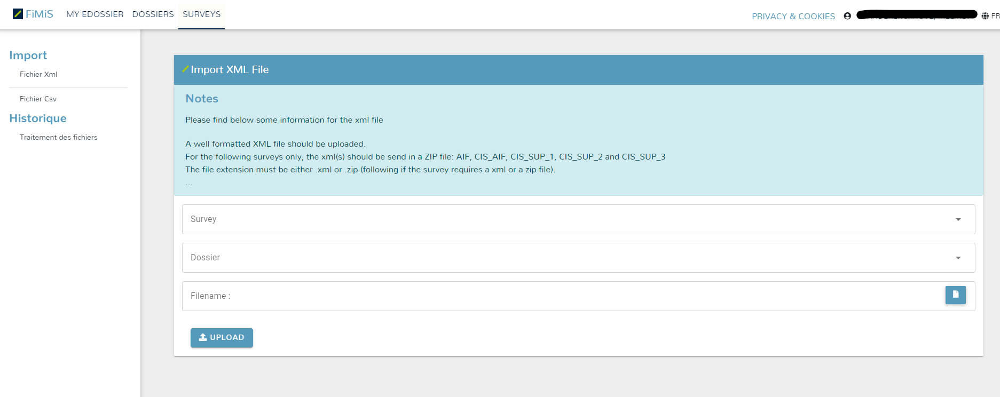 FiMiS MY EDOSSIER DOSSIERS SURVEYS PRIVACY & COOKIES FR
Import
Fichier Xml
Fichier Csv
Historique
Traitement des fichiers
Import XML File
Notes
Please find below some information for the xml file
A well formatted XML file should be uploaded.
For the following surveys only, the xml(s) should be send in a ZIP file: AIF, CIS_AIF, CIS_SUP_1, CIS_SUP_2 and CIS_SUP_3
The file extension must be either .xml or .zip (following if the survey requires a xml or a zip file).
...
Survey
Dossier
Filename :
UPLOAD